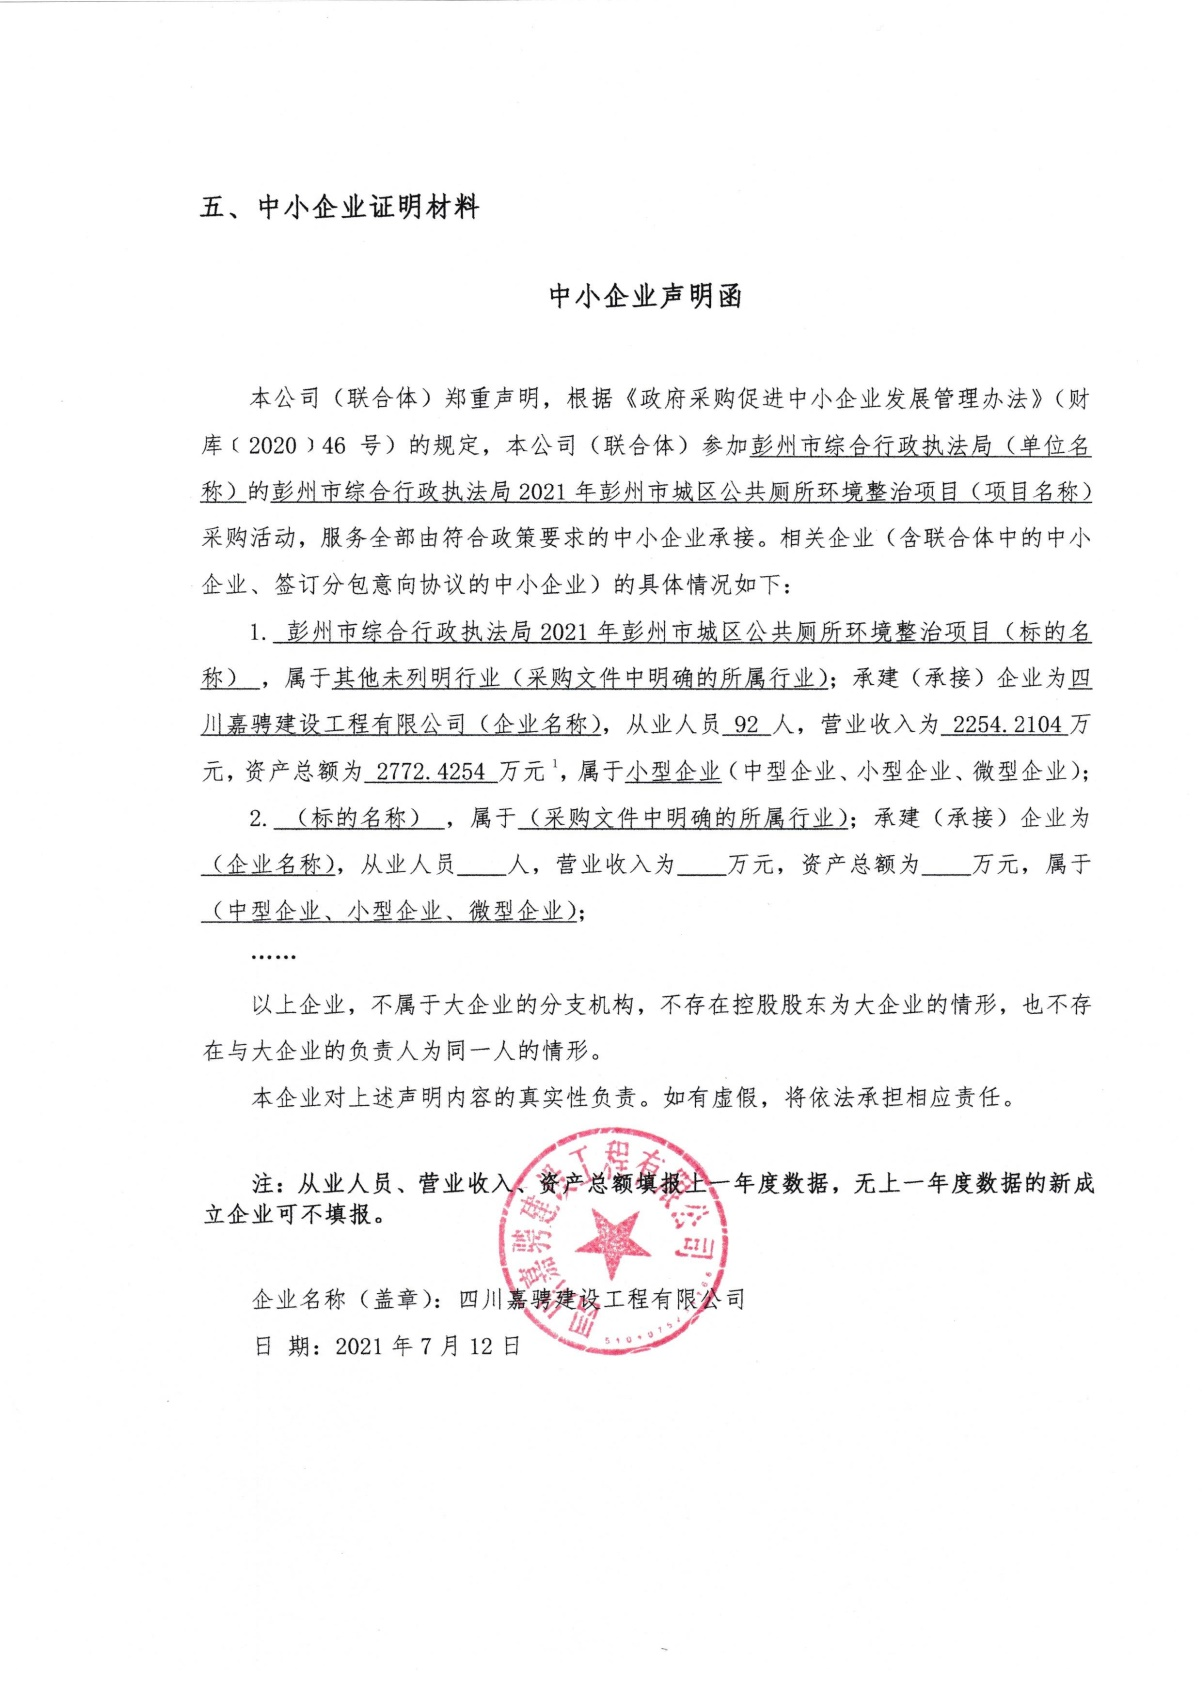 五、中小企业证明材料
中小企业声明函
本公司（联合体）郑重声明，根据《政府采购促进中小企业发展管理办法》（财
库﹝2020﹞46 号）的规定，本公司（联合体）参加彭州市综合行政执法局（单位名
称）的彭州市综合行政执法局 2021 年彭州市城区公共厕所环境整治项目（项目名称）
采购活动，服务全部由符合政策要求的中小企业承接。相关企业（含联合体中的中小
企业、签订分包意向协议的中小企业）的具体情况如下：
1. 彭州市综合行政执法局 2021 年彭州市城区公共厕所环境整治项目（标的名
称） ，属于其他未列明行业（采购文件中明确的所属行业）；承建（承接）企业为四
川嘉骋建设工程有限公司（企业名称），从业人员 92 人，营业收入为 2254.2104 万
元，资产总额为 2772.4254 万元¹，属于小型企业（中型企业、小型企业、微型企业）；
2. （标的名称） ，属于（采购文件中明确的所属行业）；承建（承接）企业为
（企业名称），从业人员____人，营业收入为____万元，资产总额为____万元，属于
（中型企业、小型企业、微型企业）；
……
以上企业，不属于大企业的分支机构，不存在控股股东为大企业的情形，也不存
在与大企业的负责人为同一人的情形。
本企业对上述声明内容的真实性负责。如有虚假，将依法承担相应责任。
注：从业人员、营业收入、资产总额填报上一年度数据，无上一年度数据的新成
立企业可不填报。
企业名称（盖章）：四川嘉骋建设工程有限公司
日 期：2021 年 7 月 12 日
四川嘉骋建设工程有限公司